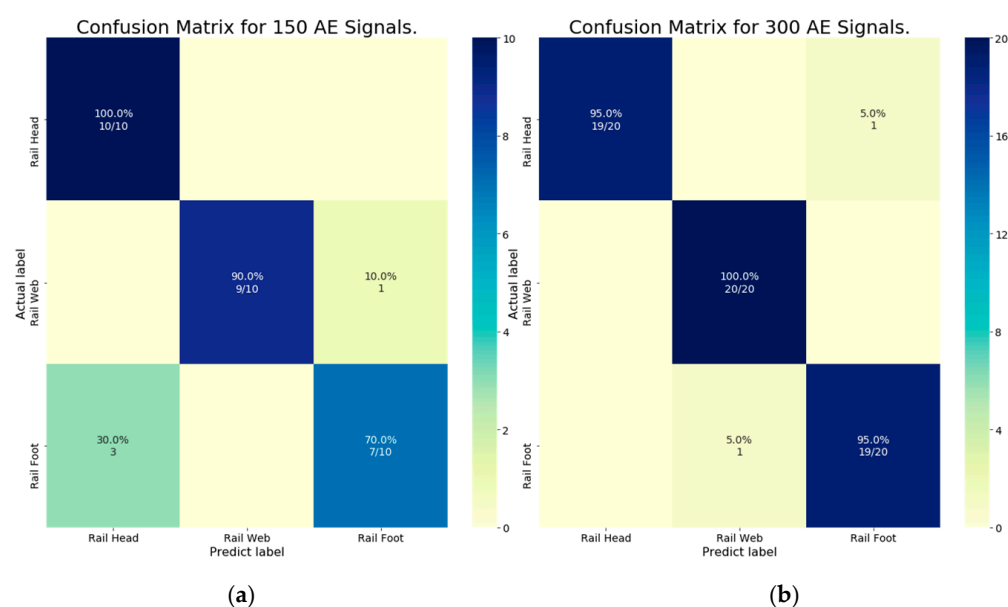 Confusion Matrix for 150 AE Signals.
Actual label
Rail Head
Rail Web
Rail Foot
100.0%
10/10
90.0%
9/10
10.0%
1
30.0%
3
70.0%
7/10
Rail Head Rail Web Rail Foot
Predict label
10
8
6
4
2
0
(a)
Confusion Matrix for 300 AE Signals.
Actual label
Rail Head
Rail Web
Rail Foot
95.0%
19/20
5.0%
1
100.0%
20/20
5.0%
1
95.0%
19/20
Rail Head Rail Web Rail Foot
Predict label
20
16
12
8
4
0
(b)